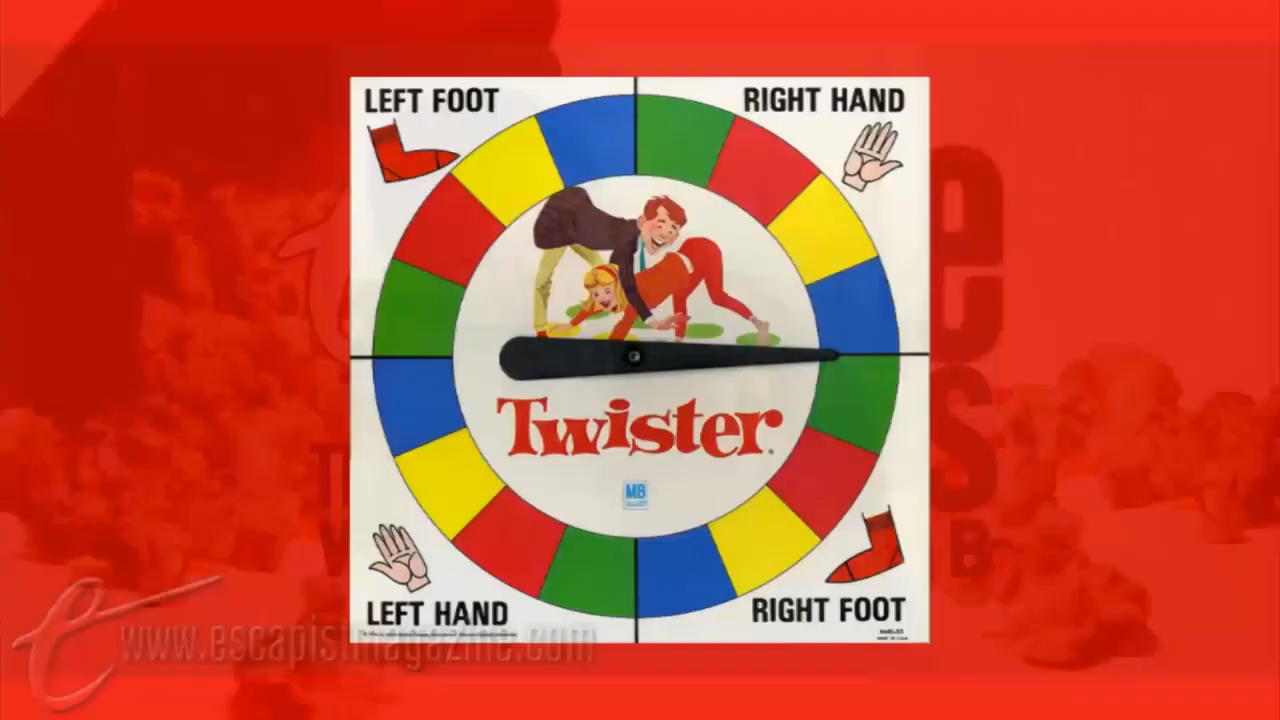 LEFT FOOT
RIGHT HAND
Twister
MB
LEFT HAND
RIGHT FOOT
www.escapistmagazine.com